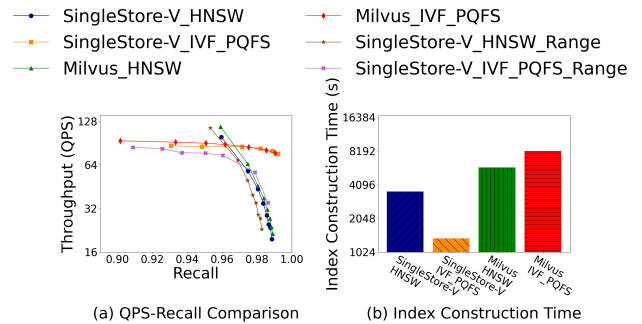 SingleStore-V_HNSW
SingleStore-V_IVF_PQFS
Milvus_HNSW
Milvus_IVF_PQFS
SingleStore-V_HNSW_Range
SingleStore-V_IVF_PQFS_Range
Throughput (QPS)
128
64
32
16
0.90
0.92
0.94
0.96
0.98
1.00
Recall
(a) QPS-Recall Comparison
Index Construction Time (s)
16384
8192
4096
2048
1024
SingleStore-V
HNSW
SingleStore-V
IVF_PQFS
Milvus
HNSW
Milvus
IVF_PQFS
(b) Index Construction Time